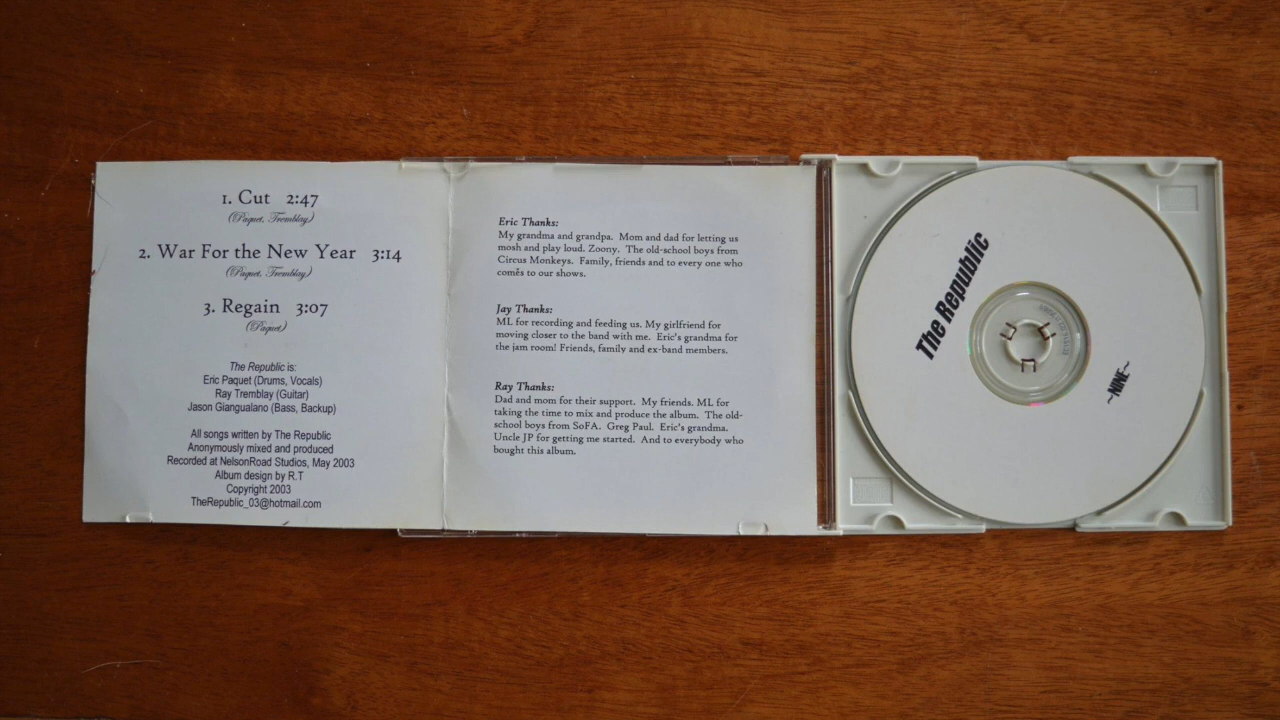 1. Cut 2:47
(Paquet, Tremblay)
2. War For the New Year 3:14
(Paquet, Tremblay)
3. Regain 3:07
(Paquet)
The Republic is:
Eric Paquet (Drums, Vocals)
Ray Tremblay (Guitar)
Jason Giangualano (Bass, Backup)
All songs written by The Republic
Anonymously mixed and produced
Recorded at NelsonRoad Studios, May 2003
Album design by R.T
Copyright 2003
TheRepublic_03@hotmail.com
Eric Thanks:
My grandma and grandpa. Mom and dad for letting us
mosh and play loud. Zoony. The old-school boys from
Circus Monkeys. Family, friends and to every one who
comes to our shows.
Jay Thanks:
ML for recording and feeding us. My girlfriend for
moving closer to the band with me. Eric's grandma for
the jam room! Friends, family and ex-band members.
Ray Thanks:
Dad and mom for their support. My friends. ML for
taking the time to mix and produce the album. The old-
school boys from SoFA. Greg Paul. Eric's grandma.
Uncle JP for getting me started. And to everybody who
bought this album.
The Republic
~NINE~